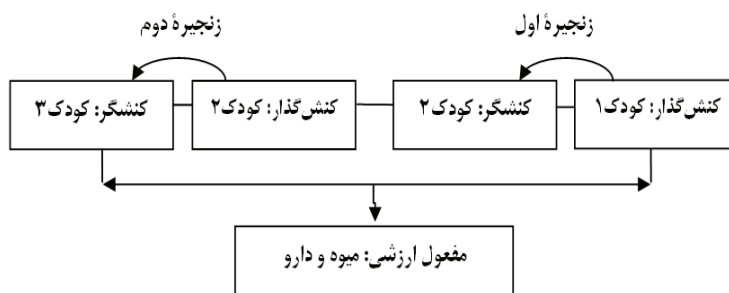 زنجیرهٔ اول
زنجیرهٔ دوم
کنش‌گذار: کودک۱
کنشگر: کودک۲
کنش‌گذار: کودک۲
کنشگر: کودک۳
مفعول ارزشی: میوه و دارو